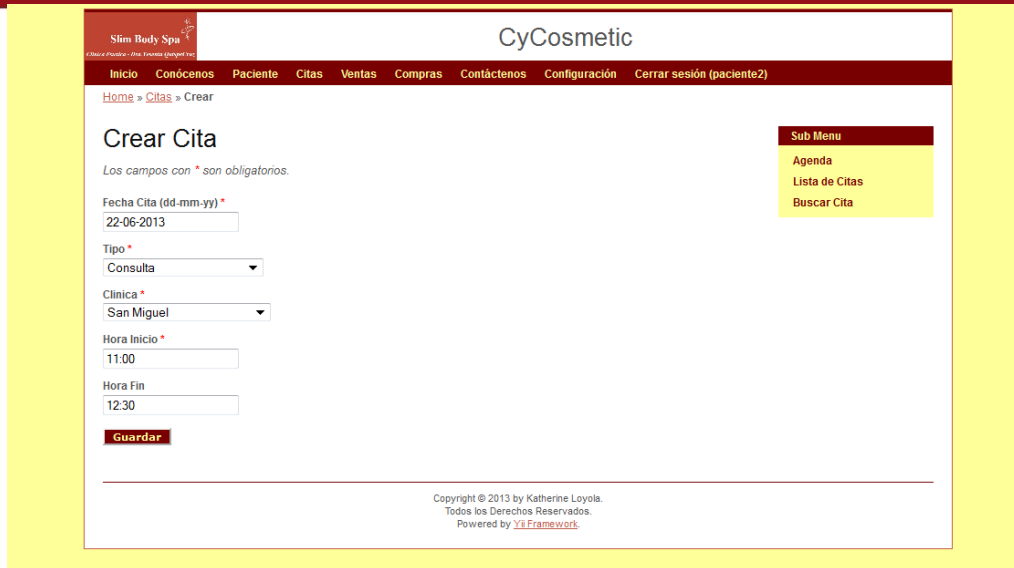 Slim Body Spa
CyCosmetic
Inicio Conócenos Paciente Citas Ventas Compras Contáctenos Configuración Cerrar sesión (paciente2)
Home » Citas » Crear
Crear Cita
Los campos con * son obligatorios.
Fecha Cita (dd-mm-yy) *
22-06-2013
Tipo *
Consulta
Clinica *
San Miguel
Hora Inicio *
11:00
Hora Fin
12:30
Guardar
Sub Menu
Agenda
Lista de Citas
Buscar Cita
Copyright © 2013 by Katherine Loyola.
Todos los Derechos Reservados.
Powered by Yii Framework.